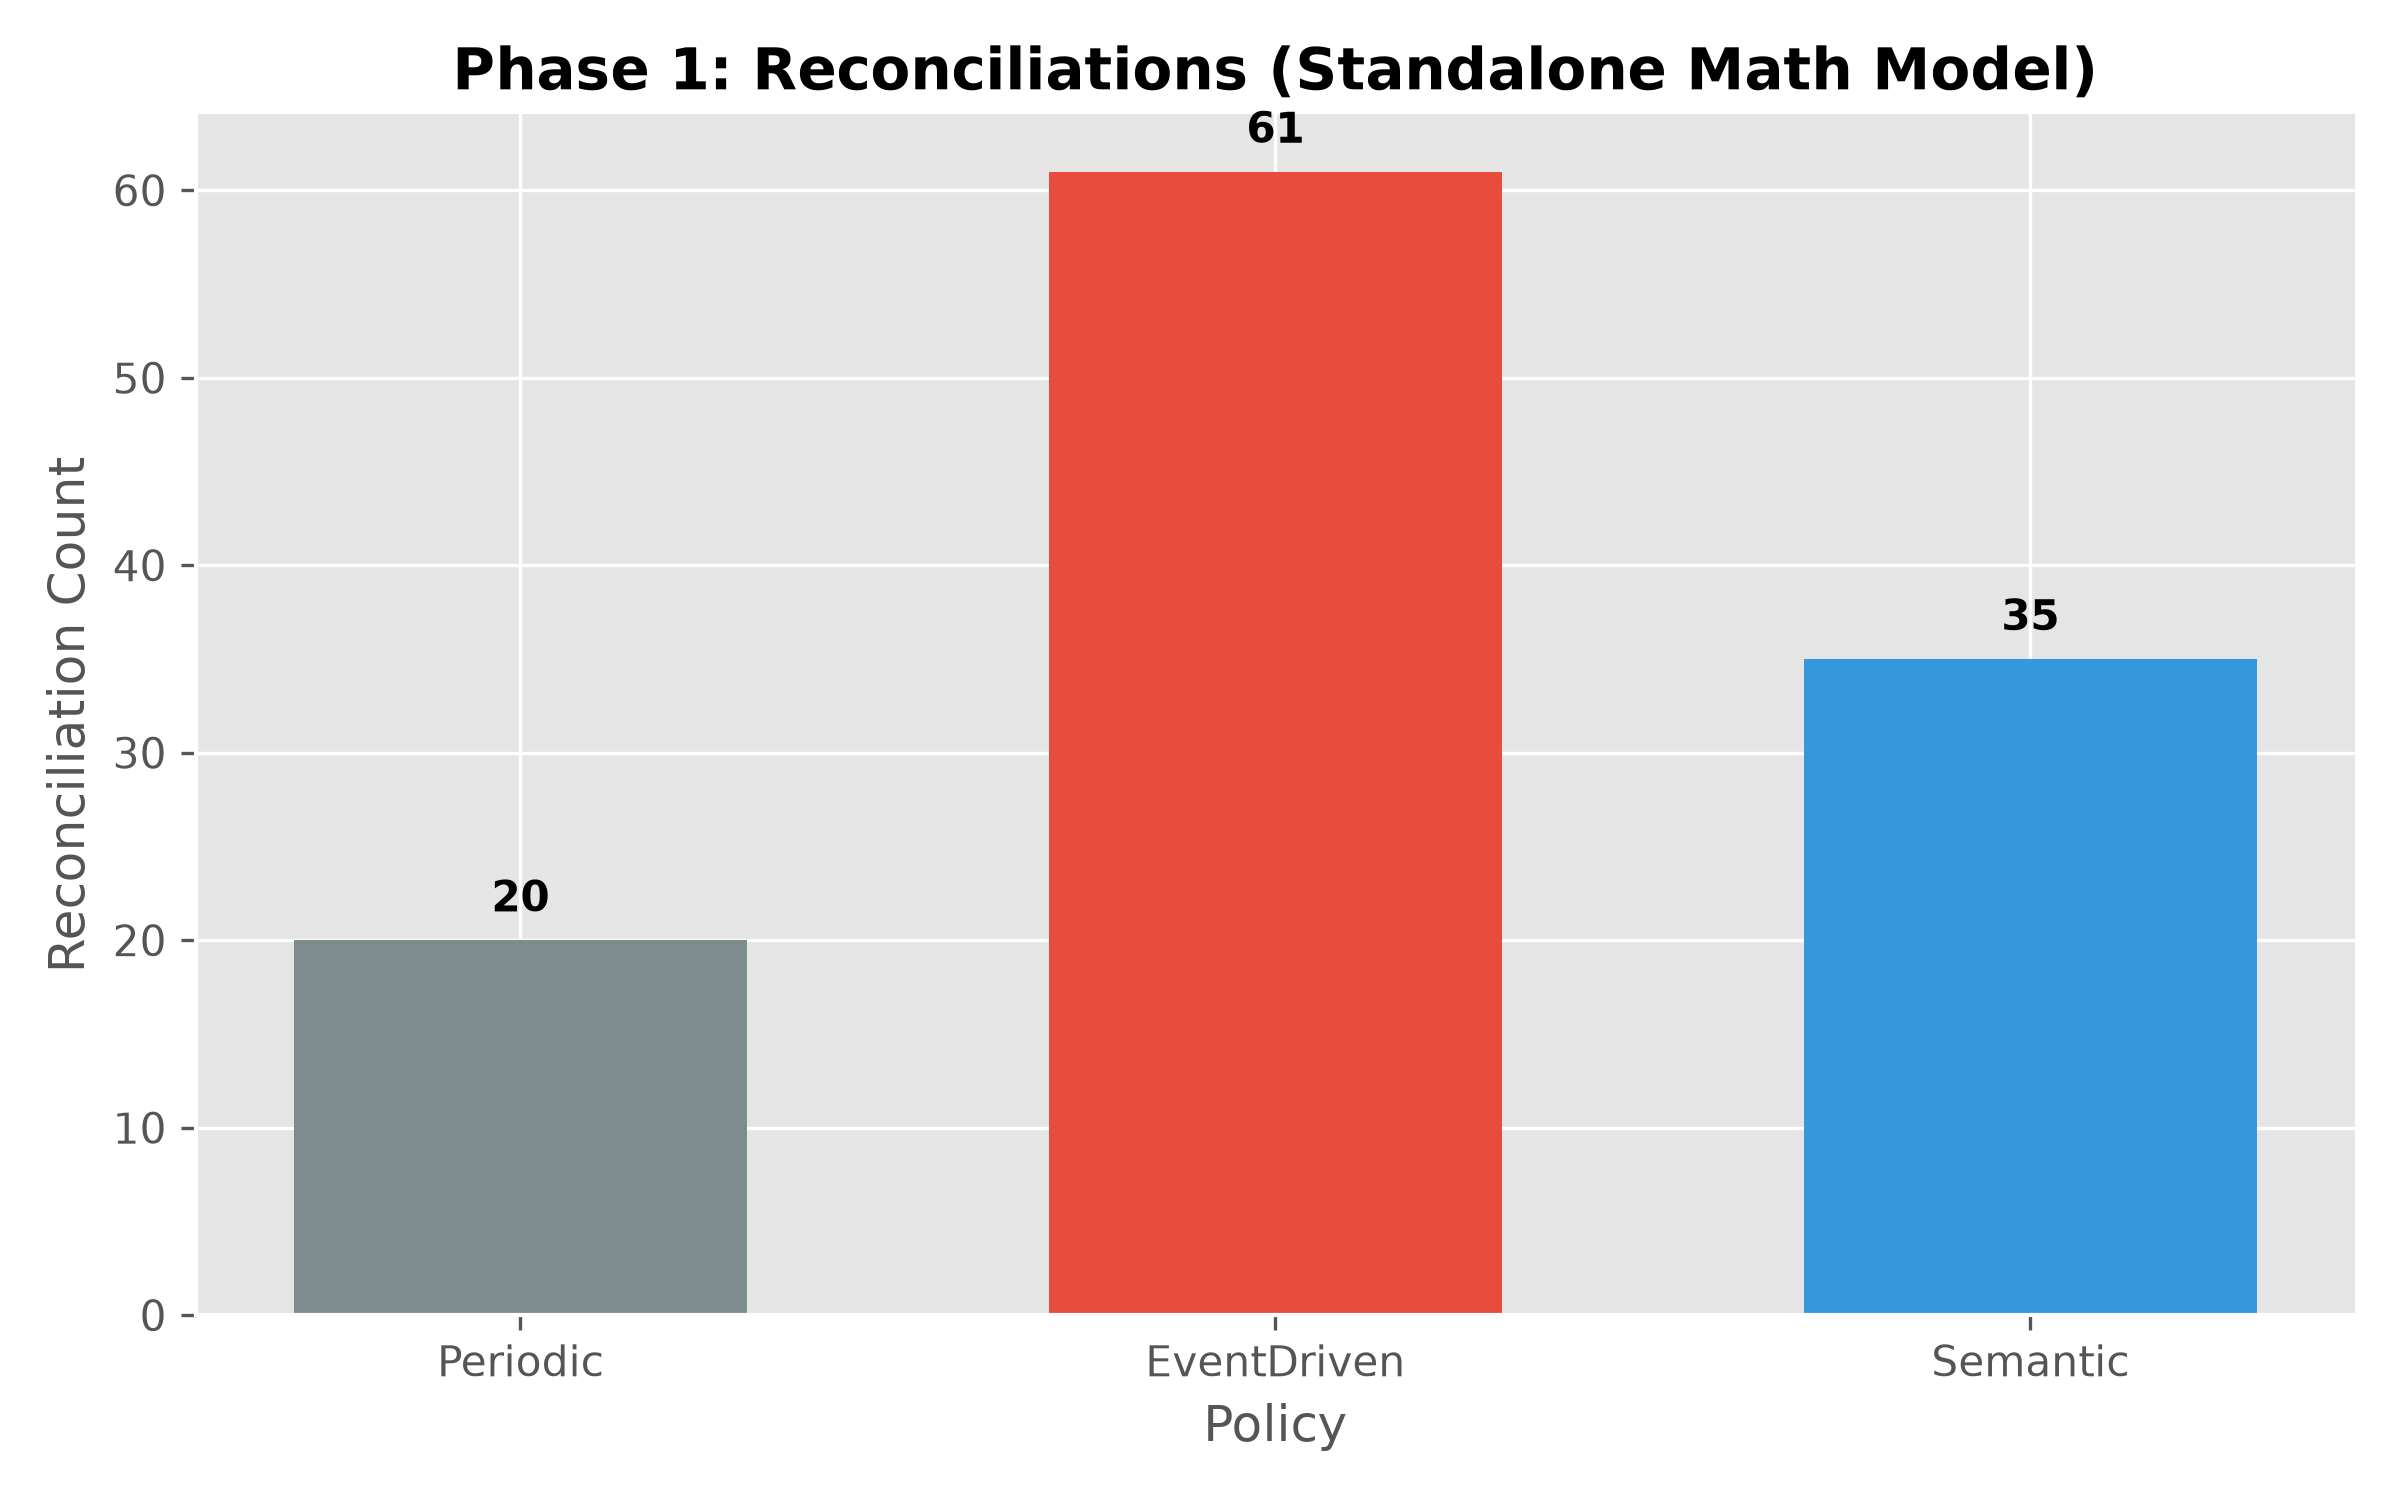 Phase 1: Reconciliations (Standalone Math Model)
61
60
50
40
35
30
20
20
10
0
Reconciliation Count
Periodic
EventDriven
Semantic
Policy